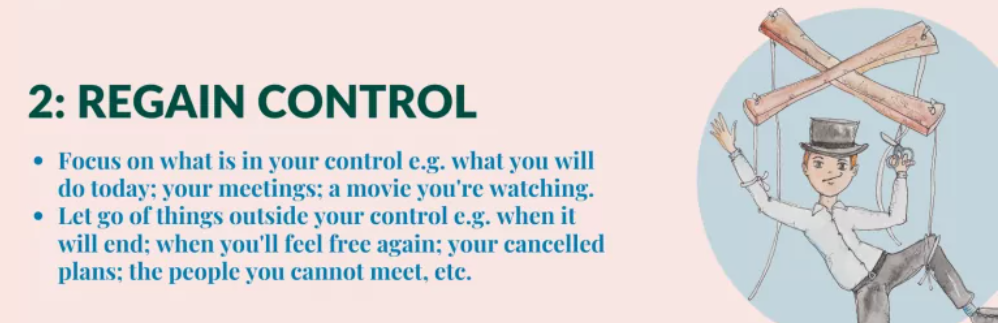 2: REGAIN CONTROL
• Focus on what is in your control e.g. what you will
do today; your meetings; a movie you're watching.
• Let go of things outside your control e.g. when it
will end; when you'll feel free again; your cancelled
plans; the people you cannot meet, etc.